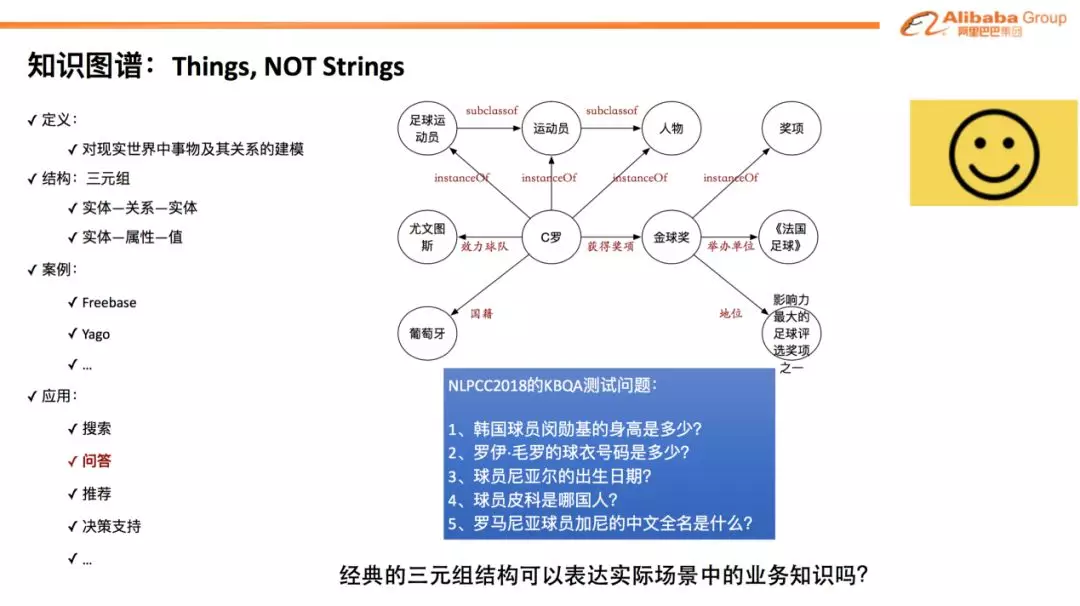 Alibaba Group
阿里巴巴集团
知识图谱：Things, NOT Strings
✓ 定义：
✓ 对现实世界中事物及其关系的建模
✓ 结构：三元组
✓ 实体—关系—实体
✓ 实体—属性—值
✓ 案例：
✓ Freebase
✓ Yago
✓ ...
✓ 应用：
✓ 搜索
✓ 问答
✓ 推荐
✓ 决策支持
✓ ...
足球运
动员
subclassof
运动员
subclassof
人物
奖项
instanceOf
instanceOf
instanceOf
instanceOf
尤文图
斯
效力球队
C罗
获得奖项
金球奖
举办单位
《法国
足球》
国籍
地位
葡萄牙
影响力
最大的
足球评
选奖项
之一
NLPCC2018的KBQA测试问题：
1、韩国球员闵勋基的身高是多少？
2、罗伊·毛罗的球衣号码是多少？
3、球员尼亚尔的出生日期？
4、球员皮科是哪国人？
5、罗马尼亚球员加尼的中文全名是什么？
经典的三元组结构可以表达实际场景中的业务知识吗？